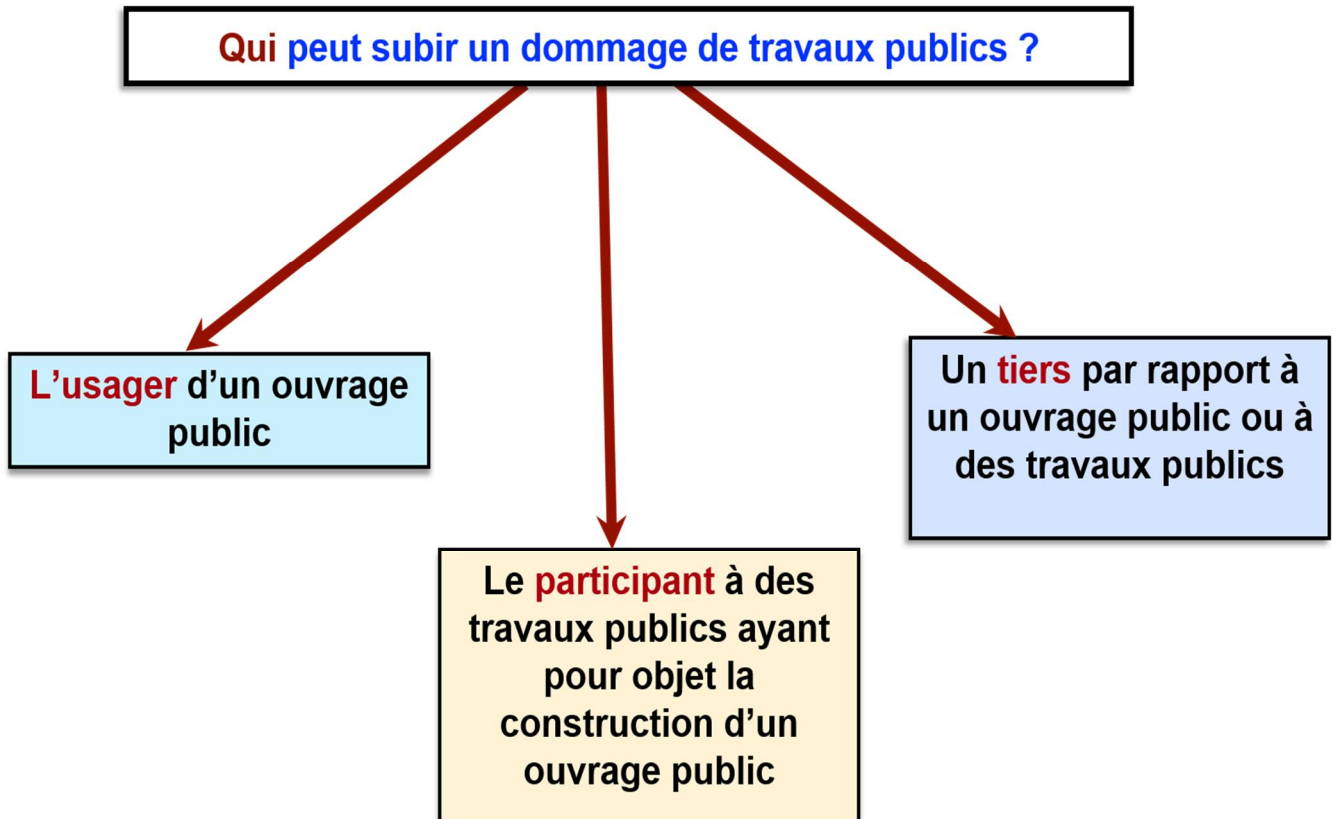 Qui peut subir un dommage de travaux publics ?
L’usager d’un ouvrage
public
Un tiers par rapport à
un ouvrage public ou à
des travaux publics
Le participant à des
travaux publics ayant
pour objet la
construction d’un
ouvrage public